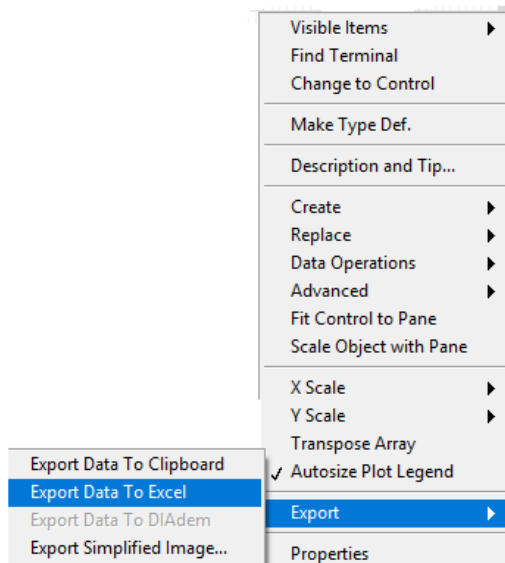 Visible Items
Find Terminal
Change to Control
Make Type Def.
Description and Tip...
Create
Replace
Data Operations
Advanced
Fit Control to Pane
Scale Object with Pane
X Scale
Y Scale
Transpose Array
Autosize Plot Legend
Export
Properties
Export Data To Clipboard
Export Data To Excel
Export Data To DIAdem
Export Simplified Image...